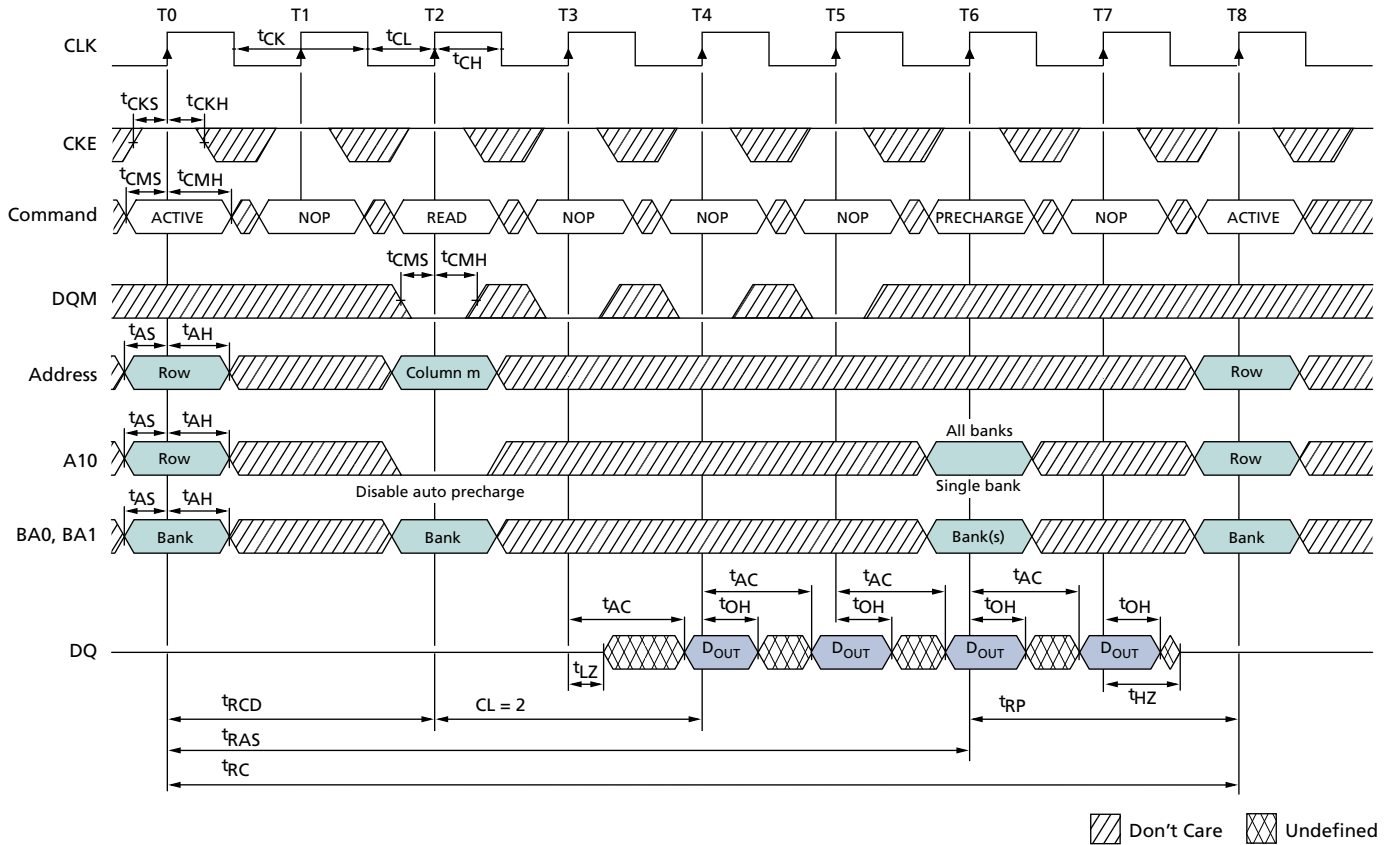 T0 T1 T2 T3 T4 T5 T6 T7 T8
CLK
tCK tCL
tCH
tCKS tCKH
CKE
tCMS tCMH
Command ACTIVE NOP READ NOP NOP NOP PRECHARGE NOP ACTIVE
tCMS tCMH
DQM
tAS tAH
Address Row Column m Row
tAS tAH All banks
A10 Row Row
Disable auto precharge Single bank
tAS tAH
BA0, BA1 Bank Bank Bank(s) Bank
tAC tAC tAC
tAC tOH tOH tOH tOH
DQ DOUT DOUT DOUT DOUT
tLZ tHZ
tRCD CL = 2 tRP
tRAS
tRC
Don't Care Undefined